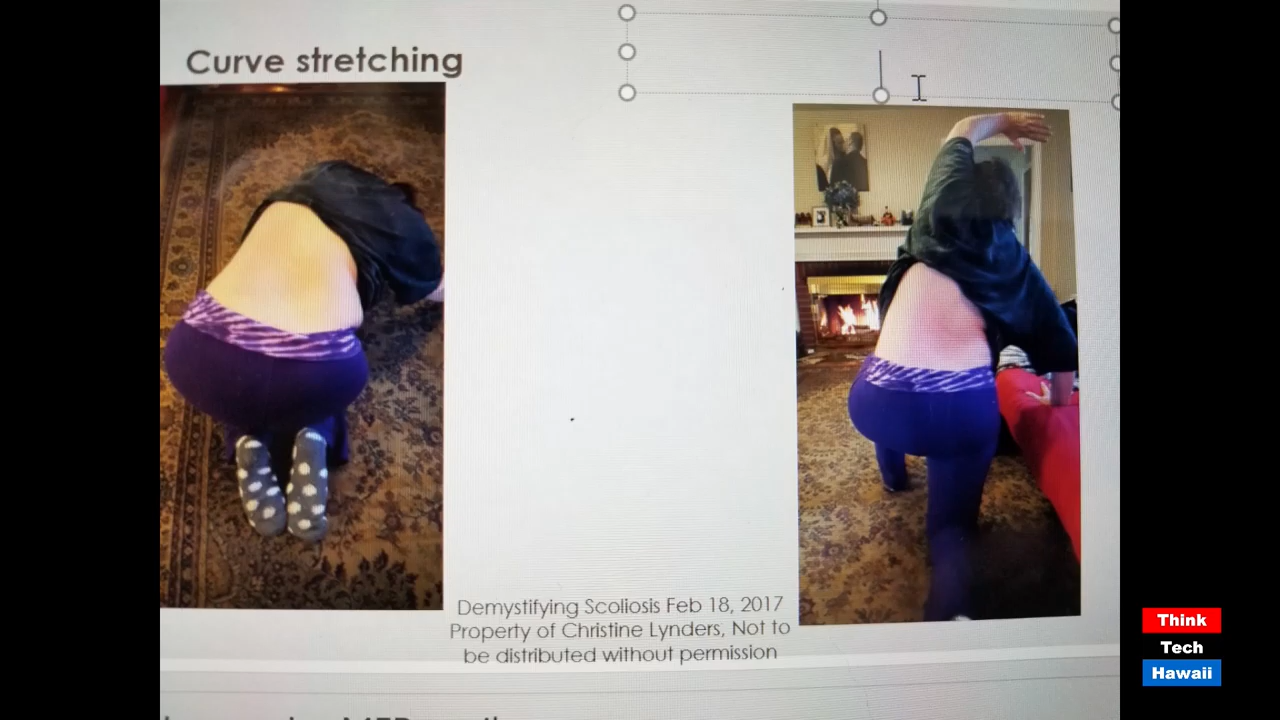 Curve stretching
Demystifying Scoliosis Feb 18, 2017
Property of Christine Lynders, Not to
be distributed without permission
Think
Tech
Hawaii